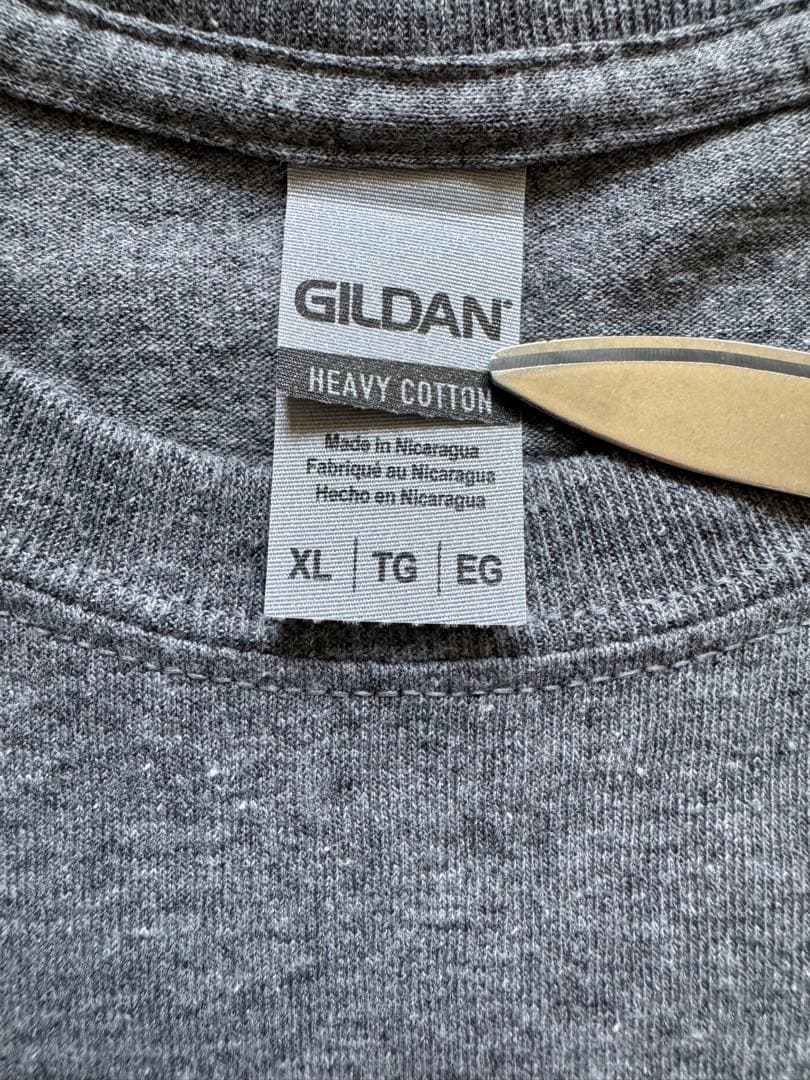 GILDAN®
HEAVY COTTON
Made in Nicaragua
Fabriqué au Nicaragua
Hecho en Nicaragua
XL | TG | EG